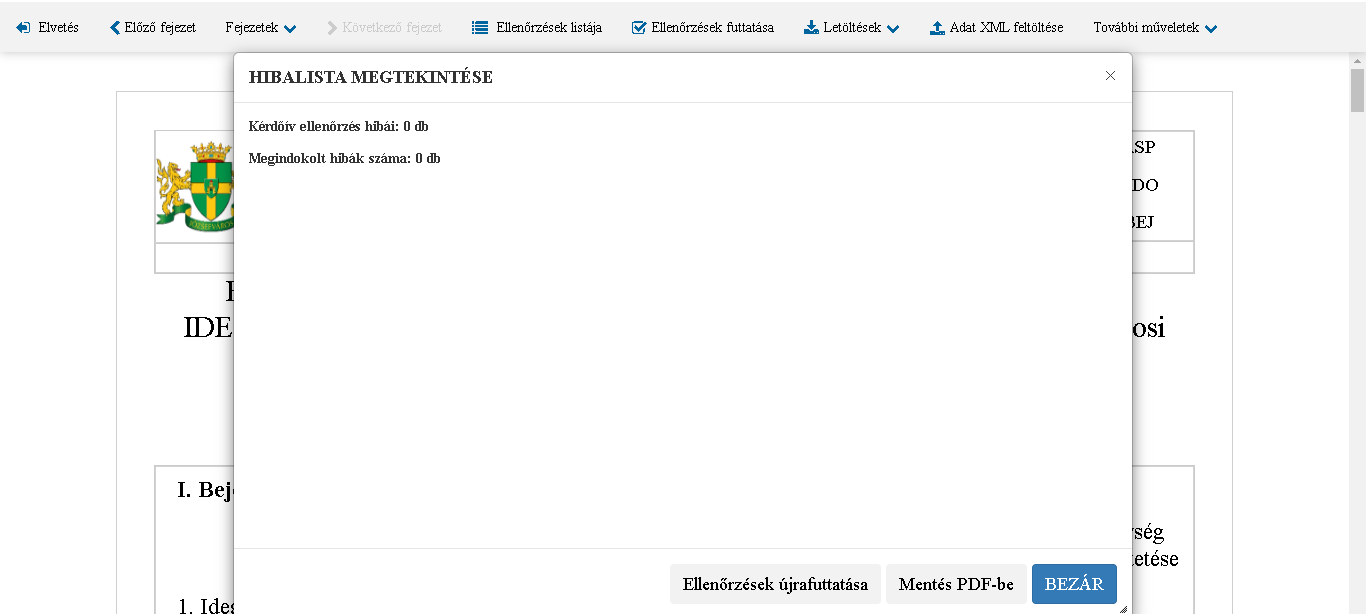 Elvetés Előző fejezet Fejezetek Következő fejezet Ellenőrzések listája Ellenőrzések futtatása Letöltések Adat XML feltöltése További műveletek
HIBALISTA MEGTEKINTÉSE ×
Kérdőív ellenőrzés hibái: 0 db
Megindokolt hibák száma: 0 db
ASP
DO
BEJ
IDE
osi
I. Bej
ység
etése
1. Ides
Ellenőrzések újrafuttatása Mentés PDF-be BEZÁR